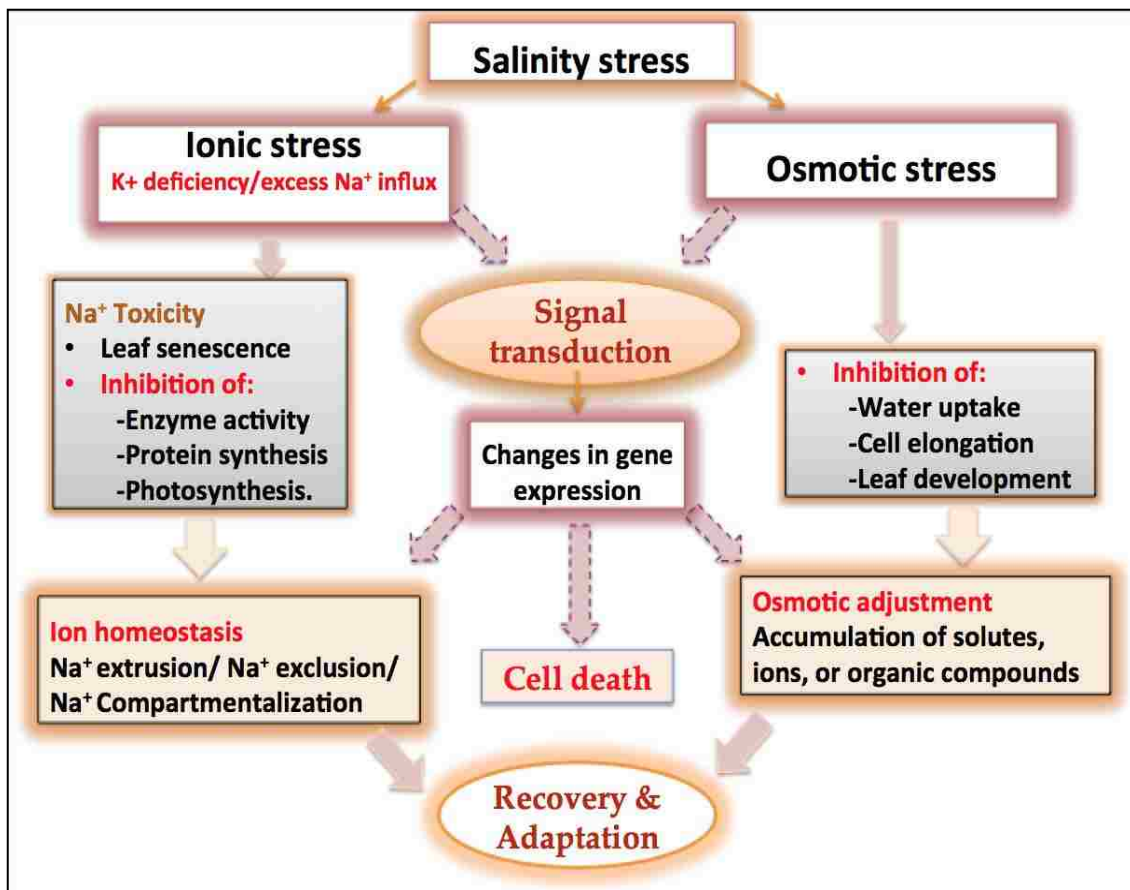 Salinity stress
Ionic stress
K+ deficiency/excess Na⁺ influx
Osmotic stress
Signal
transduction
Na⁺ Toxicity
• Leaf senescence
• Inhibition of:
-Enzyme activity
-Protein synthesis
-Photosynthesis.
• Inhibition of:
-Water uptake
-Cell elongation
-Leaf development
Changes in gene
expression
Ion homeostasis
Na⁺ extrusion/ Na⁺ exclusion/
Na⁺ Compartmentalization
Cell death
Osmotic adjustment
Accumulation of solutes,
ions, or organic compounds
Recovery &
Adaptation